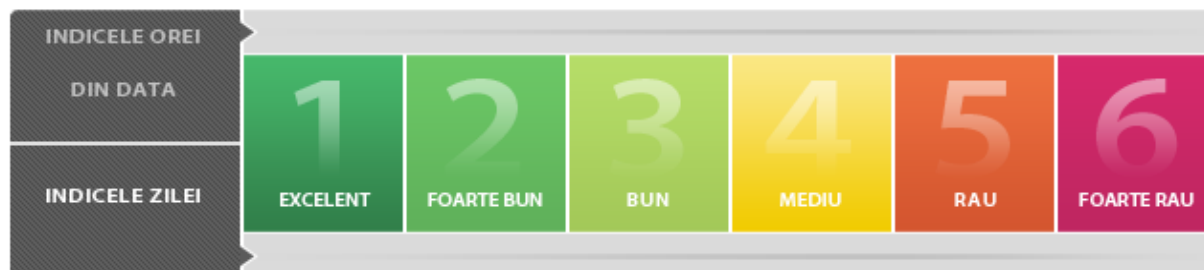 INDICELE OREI
DIN DATA
INDICELE ZILEI
1
EXCELENT
2
FOARTE BUN
3
BUN
4
MEDIU
5
RAU
6
FOARTE RAU